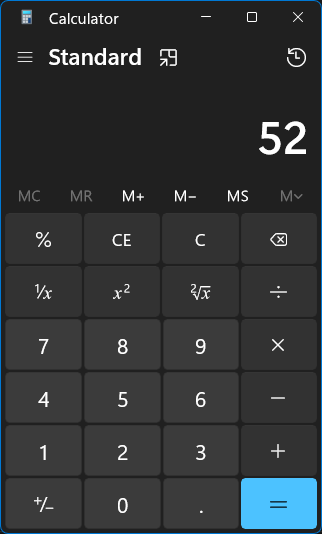 Calculator
Standard
52
MC MR M+ M− MS M
% CE C
¹/x x² ²√x ÷
7 8 9 ×
4 5 6 −
1 2 3 +
+/− 0 . =